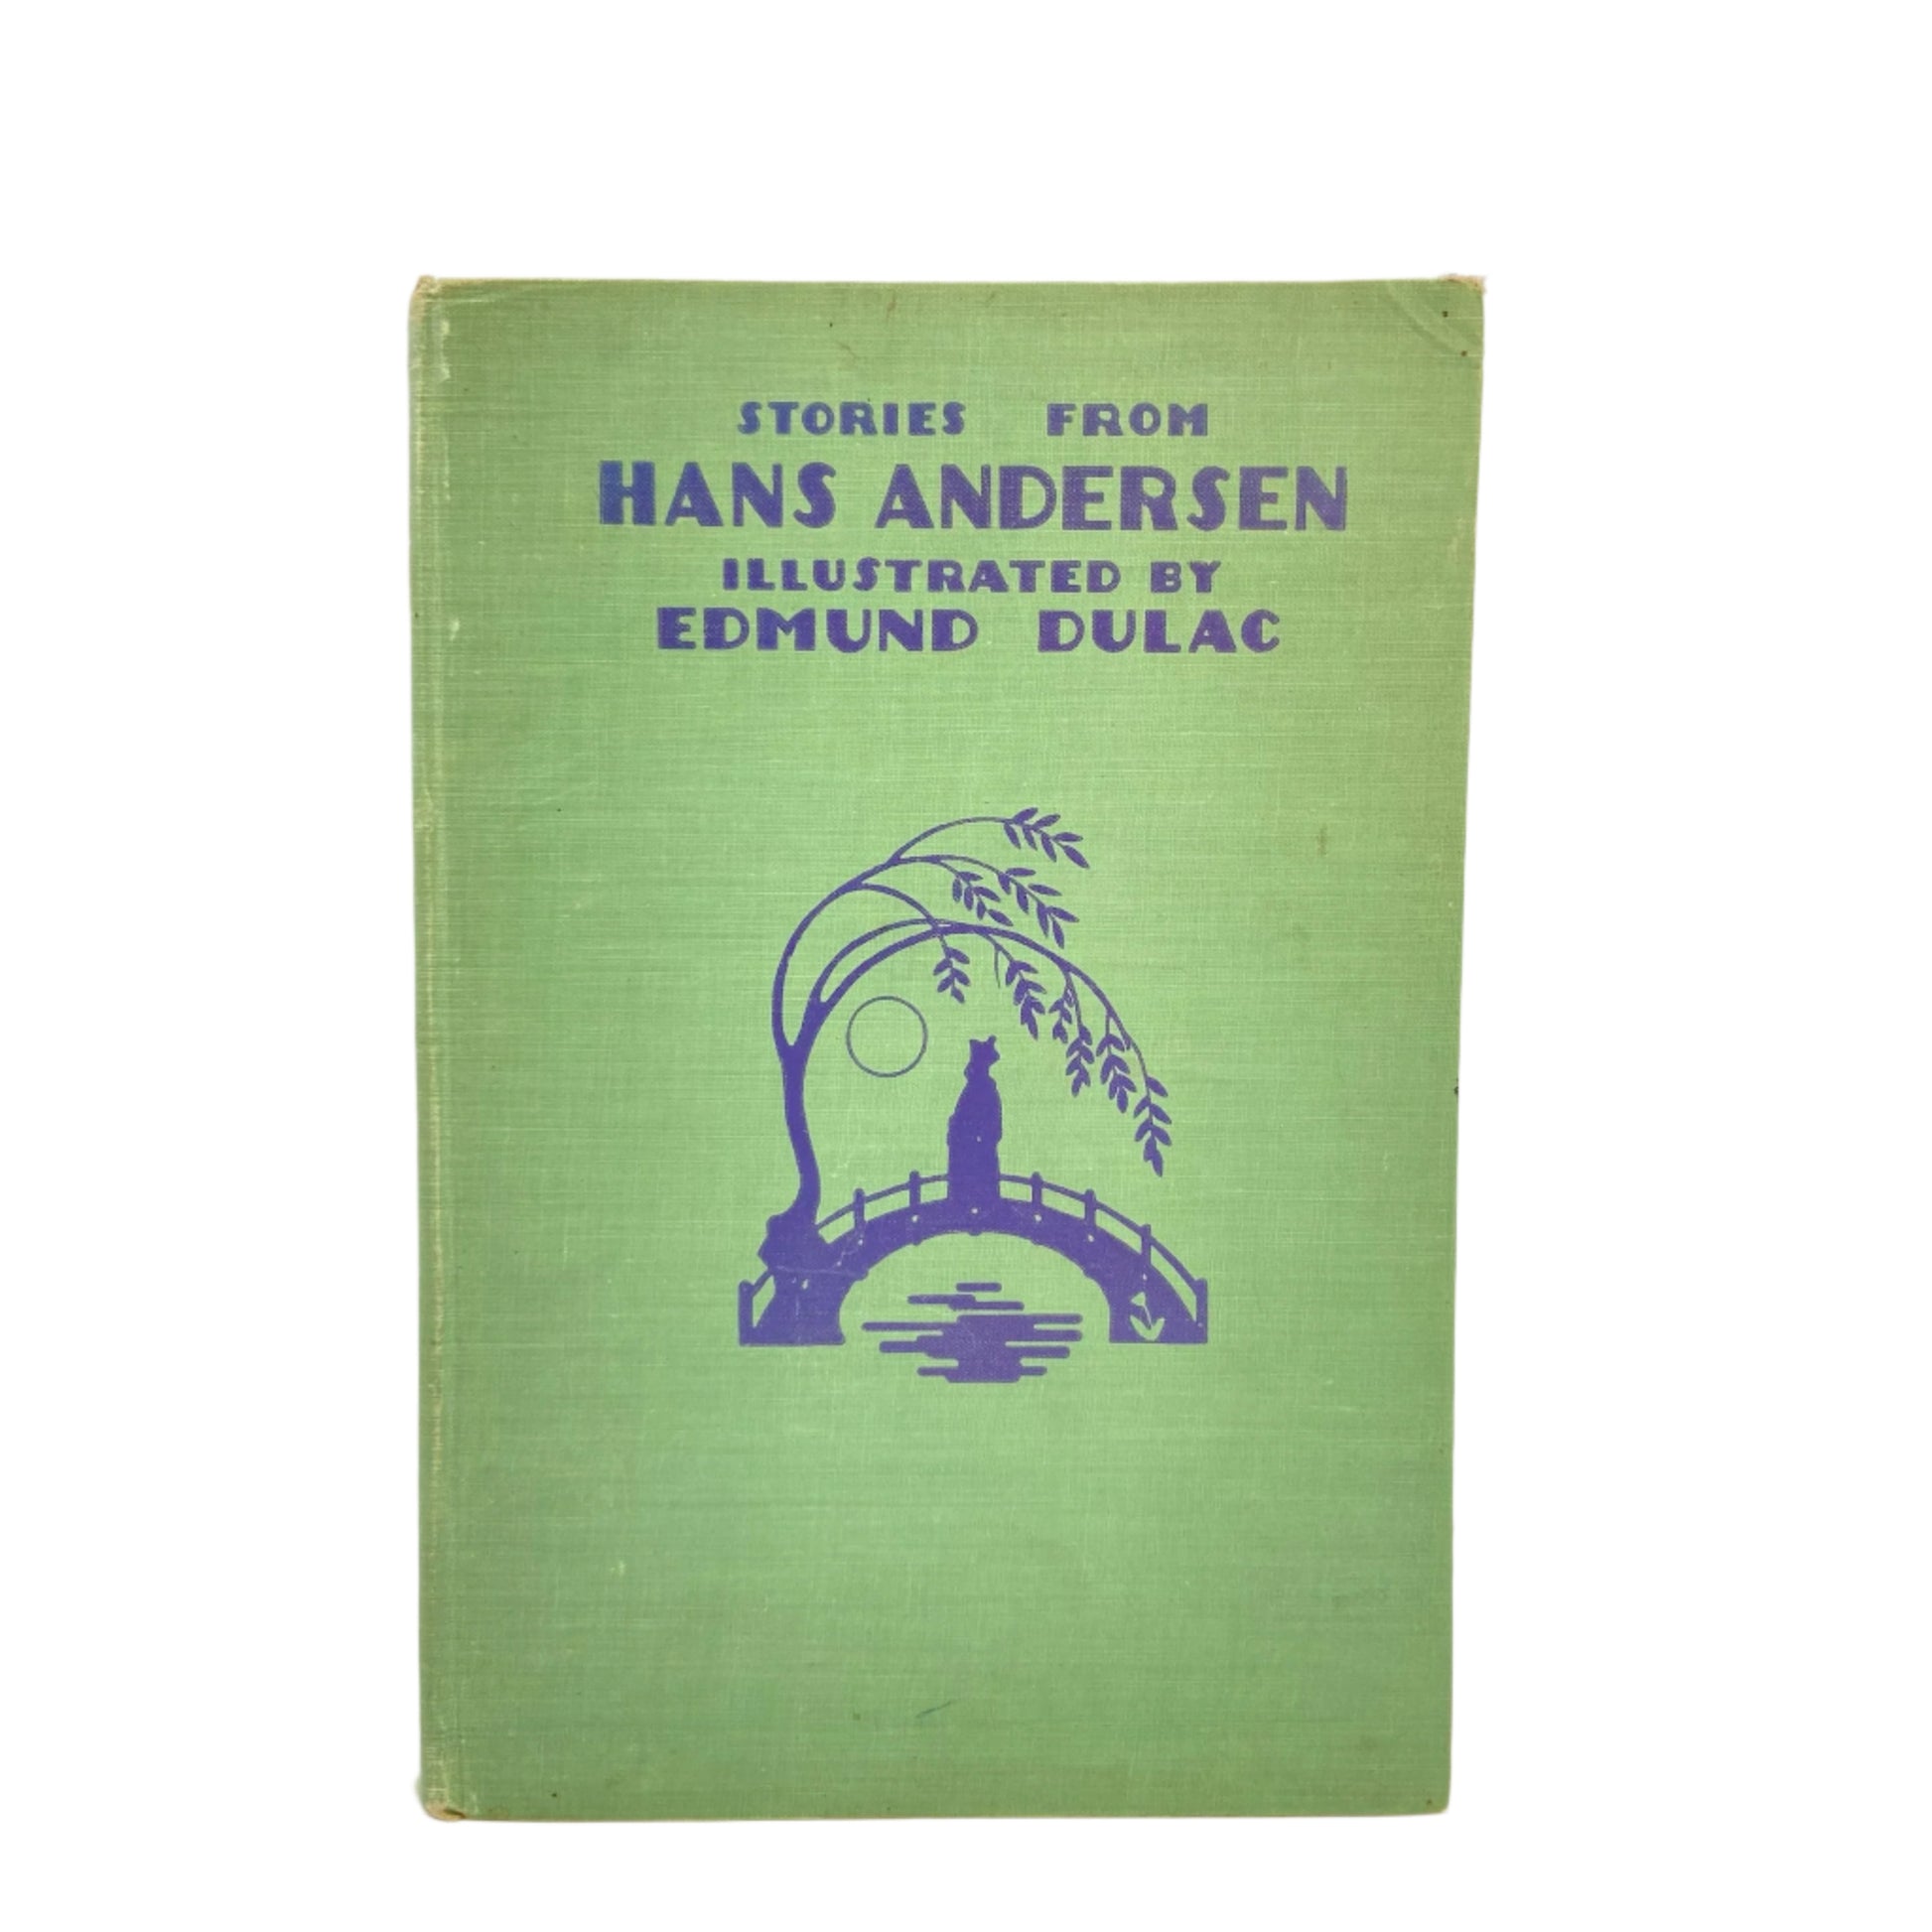 STORIES FROM
HANS ANDERSEN
ILLUSTRATED BY
EDMUND DULAC